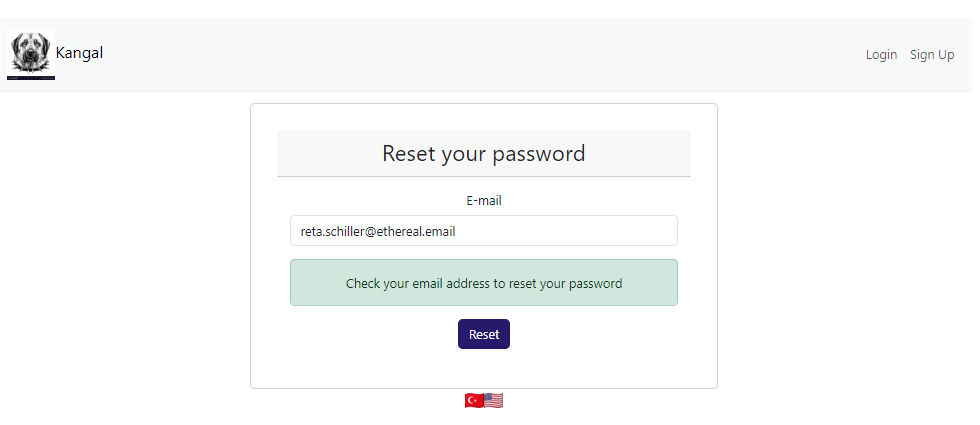 Kangal
Login
Sign Up
Reset your password
E-mail
reta.schiller@ethereal.email
Check your email address to reset your password
Reset